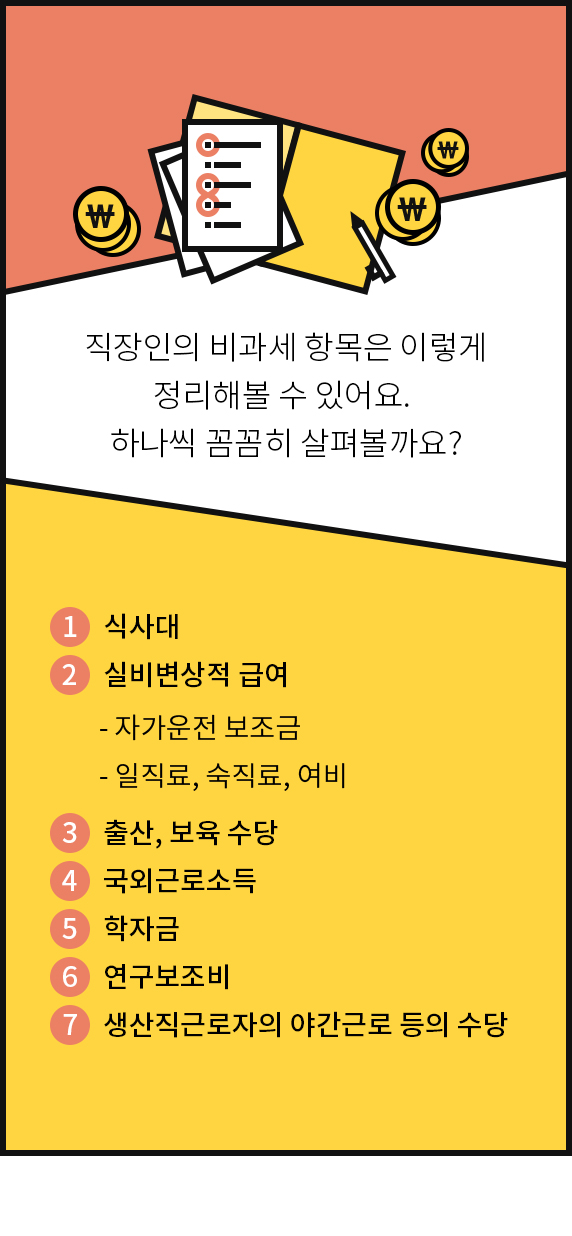 ₩
₩
₩
직장인의 비과세 항목은 이렇게
정리해볼 수 있어요.
하나씩 꼼꼼히 살펴볼까요?
1 식사대
2 실비변상적 급여
- 자가운전 보조금
- 일직료, 숙직료, 여비
3 출산, 보육 수당
4 국외근로소득
5 학자금
6 연구보조비
7 생산직근로자의 야간근로 등의 수당